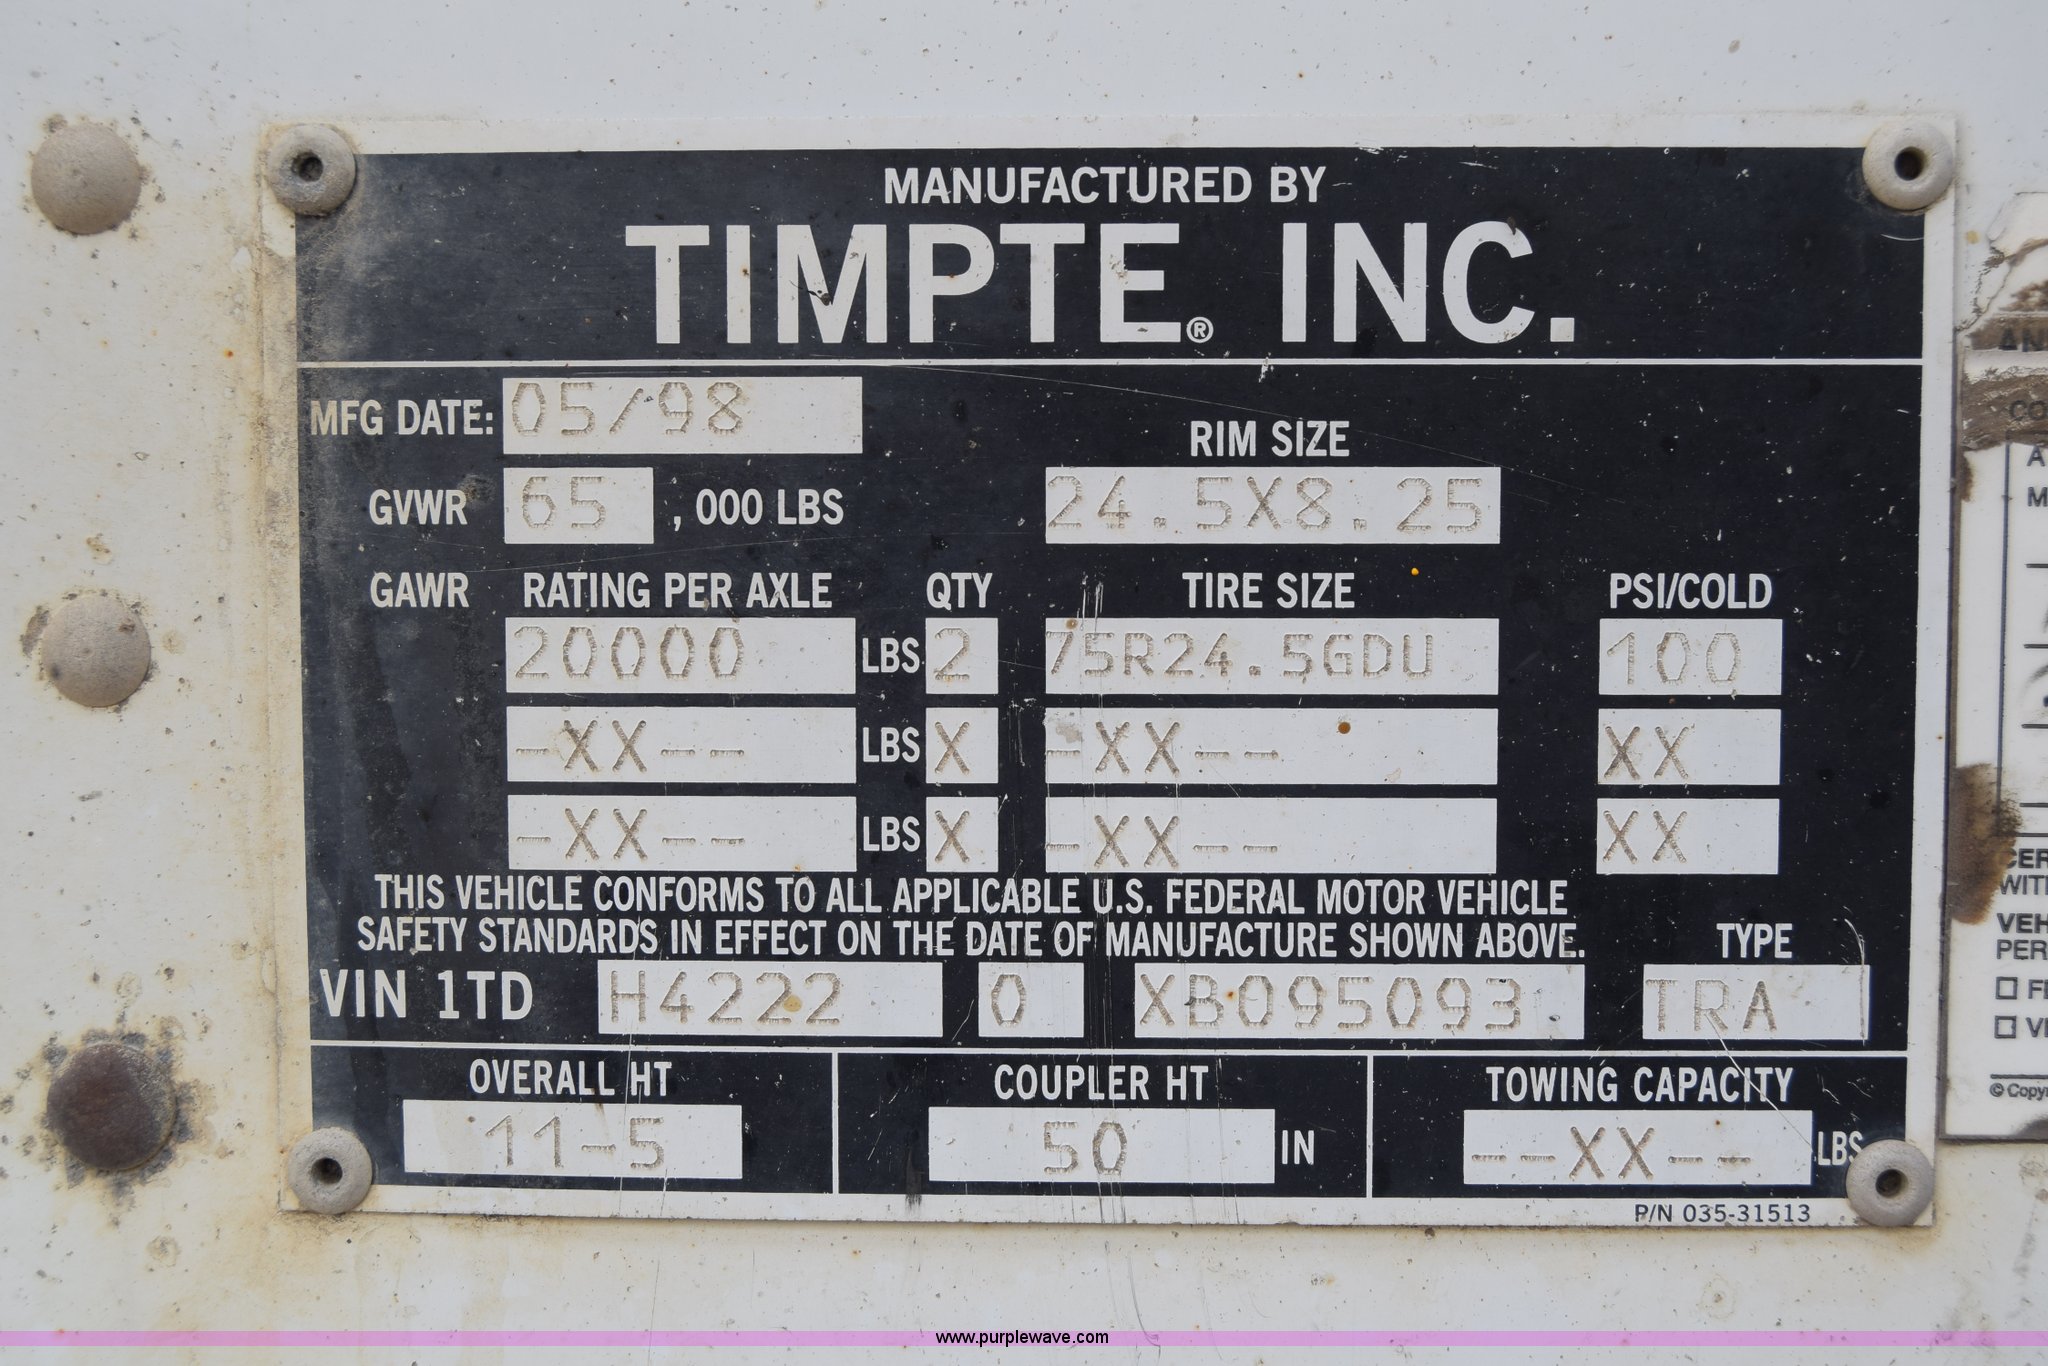 MANUFACTURED BY
TIMPTE® INC.
MFG DATE: 05/98
RIM SIZE
GVWR 65 ,000 LBS 24.5X8.25
GAWR RATING PER AXLE QTY TIRE SIZE PSI/COLD
20000 LBS 2 75R24.5GDU 100
-XX-- LBS X -XX-- XX
-XX-- LBS X -XX-- XX
THIS VEHICLE CONFORMS TO ALL APPLICABLE U.S. FEDERAL MOTOR VEHICLE
SAFETY STANDARDS IN EFFECT ON THE DATE OF MANUFACTURE SHOWN ABOVE. TYPE
VIN 1TD H4222 0 XB095093 TRA
OVERALL HT COUPLER HT TOWING CAPACITY
11-5 50 IN --XX-- LBS
P/N 035-31513
© Copy
www.purplewave.com